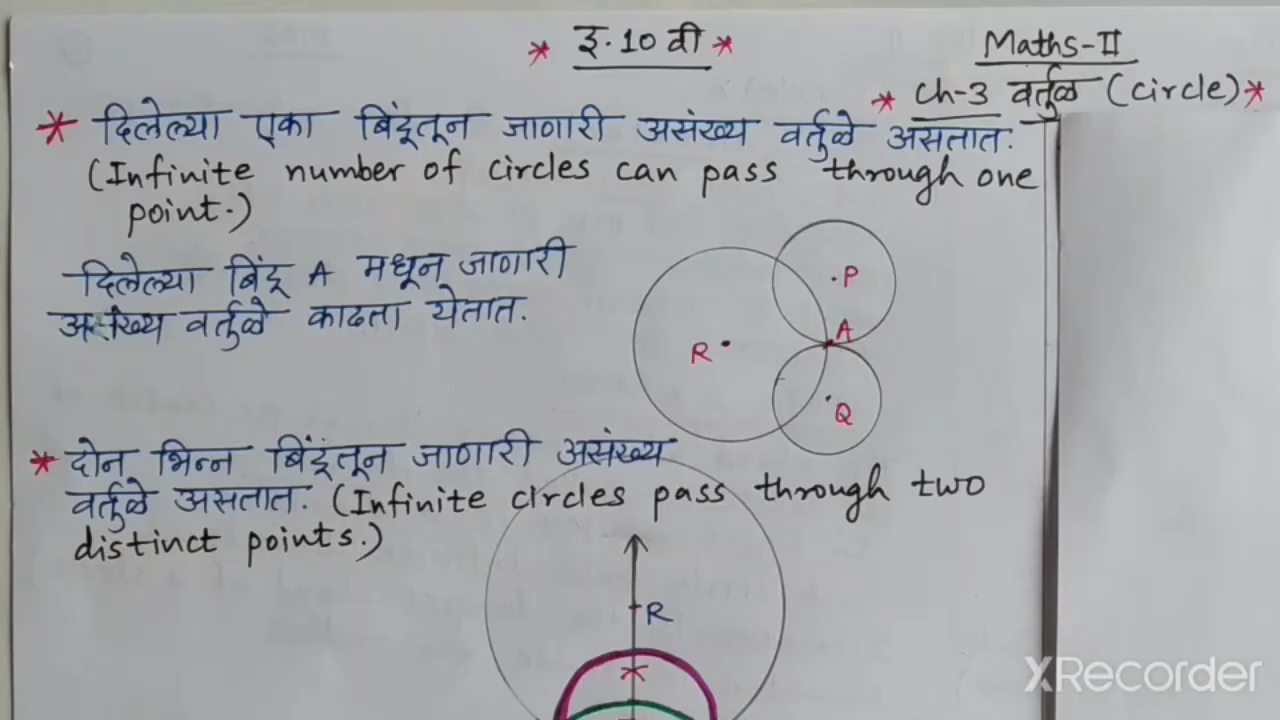 * इ. 10 वी *
Maths-II
* Ch-3 वर्तुळ (circle) *
* दिलेल्या एका बिंदूतून जाणारी असंख्य वर्तुळे असतात.
(Infinite number of circles can pass through one
point.)
दिलेल्या बिंदू A मधून जाणारी
असंख्य वर्तुळे काढता येतात.
P
A
R
Q
* दोन भिन्न बिंदूंतून जाणारी असंख्य
वर्तुळे असतात. (Infinite circles pass through two
distinct points.)
R
XRecorder